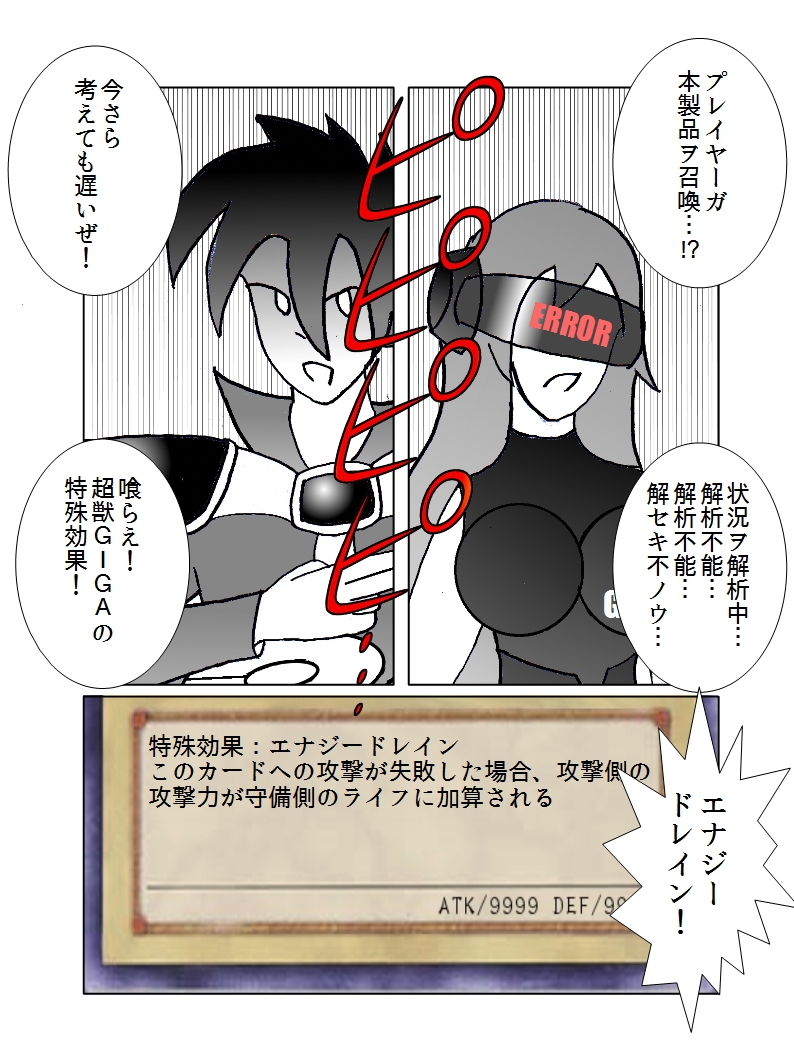 プレイヤーガ
本製品ヲ召喚…!?
今さら
考えても遅いぜ！
ピピピピ…
ERROR
状況ヲ解析中…
解析不能…
解析不能…
解セキ不ノウ…
G
喰らえ！
超獣ＧＩＧＡの
特殊効果！
特殊効果：エナジードレイン
このカードへの攻撃が失敗した場合、攻撃側の
攻撃力が守備側のライフに加算される
ATK/9999 DEF/99
エナジー
ドレイン！